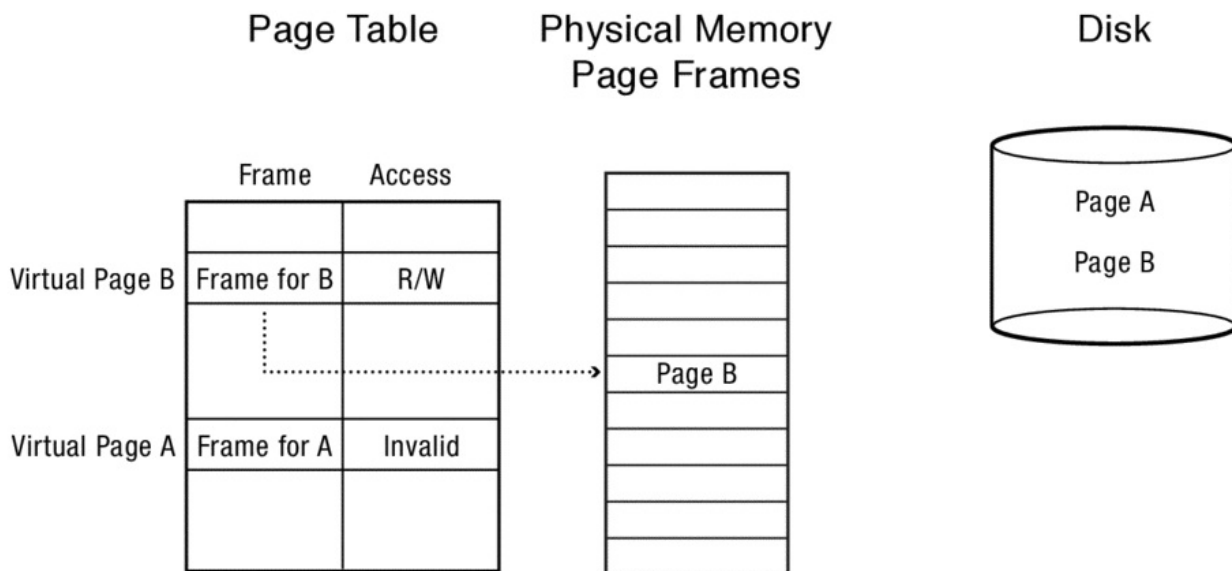 Page Table
Physical Memory
Page Frames
Disk
Frame
Access
Virtual Page B
Frame for B
R/W
Page B
Virtual Page A
Frame for A
Invalid
Page A
Page B